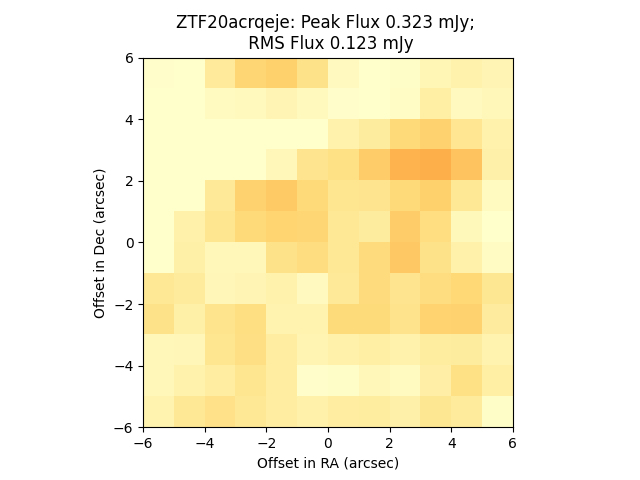 ZTF20acrqeje: Peak Flux 0.323 mJy;
RMS Flux 0.123 mJy
6
4
2
0
−2
−4
−6
Offset in Dec (arcsec)
−6 −4 −2 0 2 4 6
Offset in RA (arcsec)